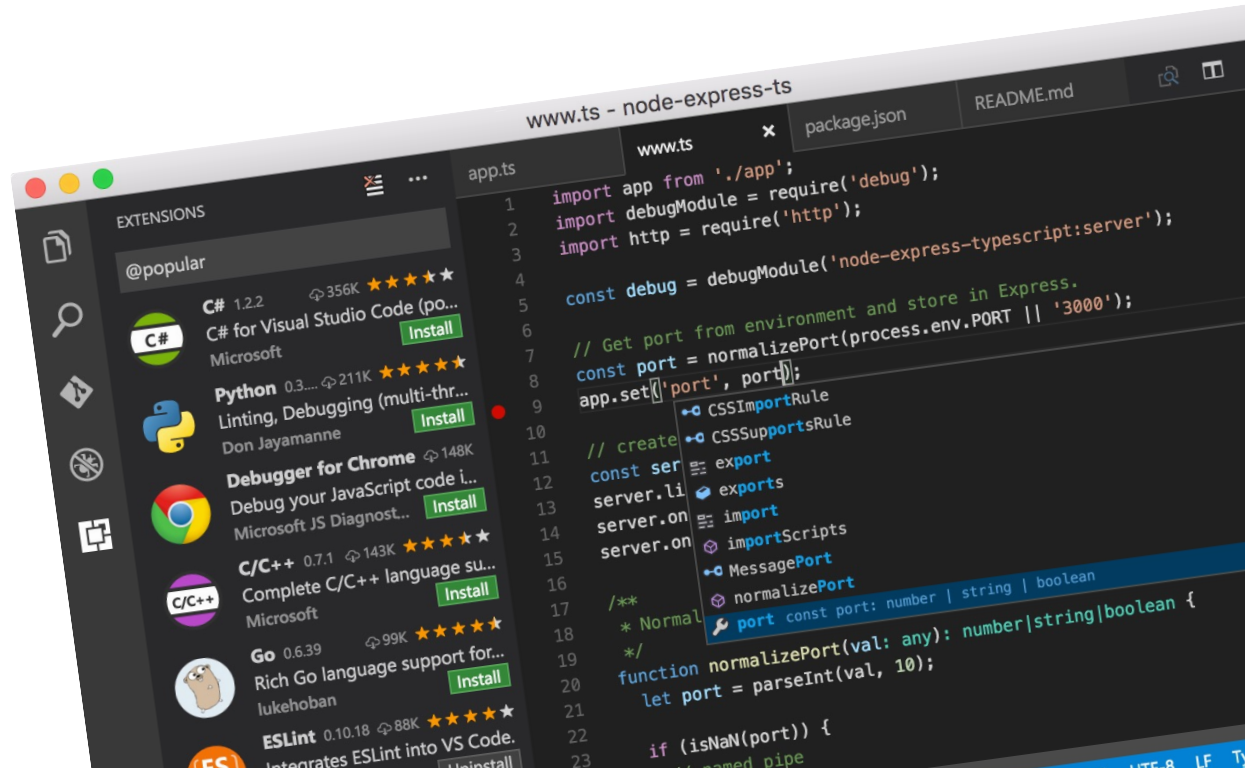 www.ts - node-express-ts
EXTENSIONS
@popular
C# 1.2.2 356K
C# for Visual Studio Code (po...
Microsoft
Install
C#
Python 0.3.... 211K
Linting, Debugging (multi-thr...
Don Jayamanne
Install
Debugger for Chrome 148K
Debug your JavaScript code i...
Microsoft JS Diagnost...
Install
C/C++ 0.7.1 143K
Complete C/C++ language su...
Microsoft
Install
C/C++
Go 0.6.39 99K
Rich Go language support for...
lukehoban
Install
ESLint 0.10.18 88K
Integrates ESLint into VS Code.
Uninstall
{ES}
app.ts
www.ts
package.json
README.md
1 import app from './app';
2 import debugModule = require('debug');
3 import http = require('http');
4
5 const debug = debugModule('node-express-typescript:server');
6
7 // Get port from environment and store in Express.
8 const port = normalizePort(process.env.PORT || '3000');
9 app.set('port', port);
10
11 // create
12 const ser
13 server.li
14 server.on
15 server.on
16
17 /**
18 * Normal
19 */
20 function normalizePort(val: any): number|string|boolean {
21 let port = parseInt(val, 10);
22
23 if (isNaN(port)) {
// named pipe
CSSImportRule
CSSSupportsRule
export
exports
import
importScripts
MessagePort
normalizePort
port const port: number | string | boolean
UTF-8 LF Ty